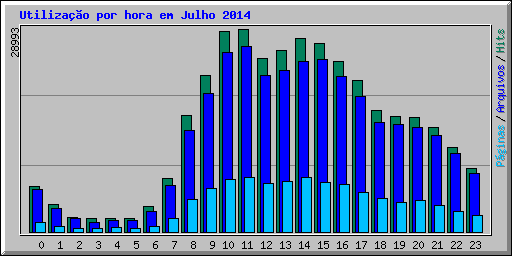 Utilização por hora em Julho 2014
28993
Páginas / Arquivos / Hits
0 1 2 3 4 5 6 7 8 9 10 11 12 13 14 15 16 17 18 19 20 21 22 23